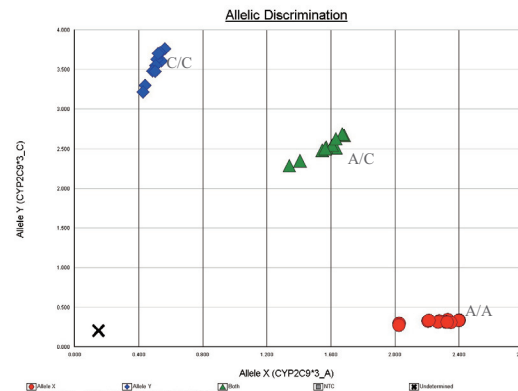 Allelic Discrimination
4.000
3.500
3.000
2.500
2.000
1.500
1.000
0.500
0.000
C/C
A/C
A/A
Allele Y (CYP2C9*3_C)
0.000 0.400 0.800 1.200 1.600 2.000 2.400 2.800
Allele X (CYP2C9*3_A)
Allele X Allele Y Both NTC Undetermined